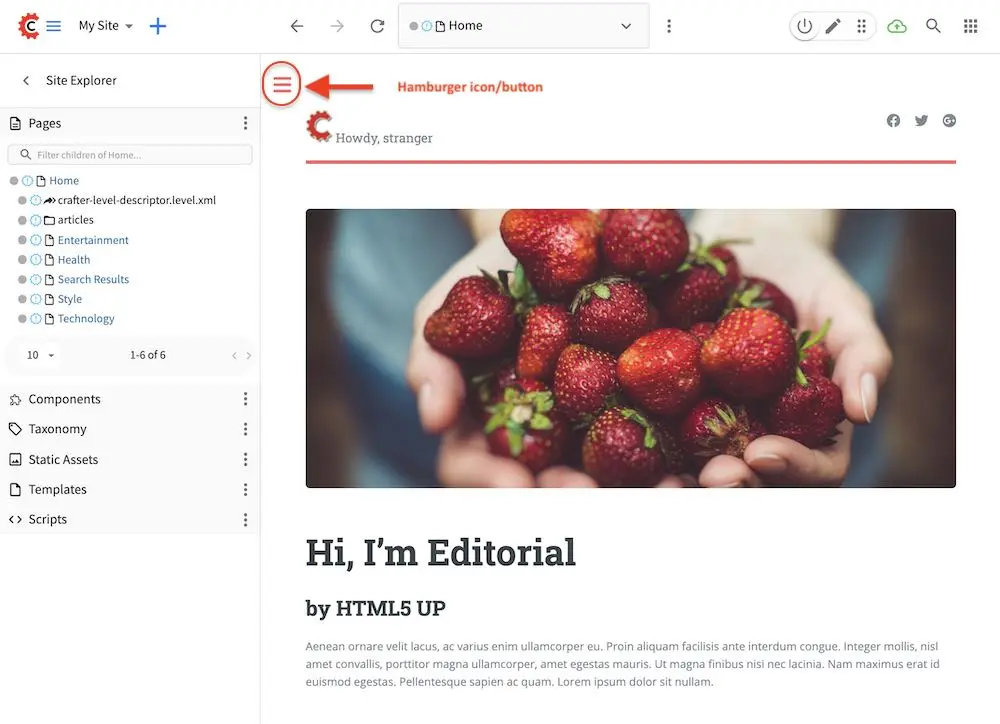 My Site
Home
Site Explorer
Hamburger icon/button
Pages
Howdy, stranger
Filter children of Home...
Home
crafter-level-descriptor.level.xml
articles
Entertainment
Health
Search Results
Style
Technology
10
1-6 of 6
Components
Taxonomy
Static Assets
Templates
Scripts
Hi, I’m Editorial
by HTML5 UP
Aenean ornare velit lacus, ac varius enim ullamcorper eu. Proin aliquam facilisis ante interdum congue. Integer mollis, nisl
amet convallis, porttitor magna ullamcorper, amet egestas mauris. Ut magna finibus nisi nec lacinia. Nam maximus erat id
euismod egestas. Pellentesque sapien ac quam. Lorem ipsum dolor sit nullam.